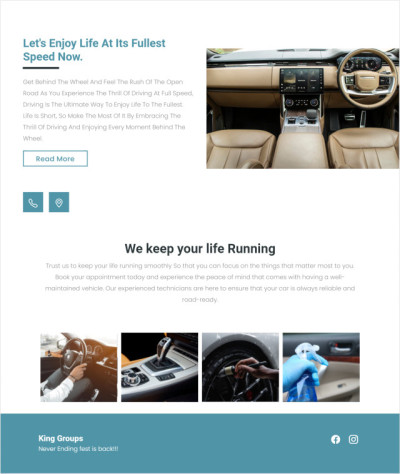 Let's Enjoy Life At Its Fullest
Speed Now.
Get Behind The Wheel And Feel The Rush Of The Open
Road As You Experience The Thrill Of Driving At Full Speed,
Driving Is The Ultimate Way To Enjoy Life To The Fullest.
Life Is Short, So Make The Most Of It By Embracing The
Thrill Of Driving And Enjoying Every Moment Behind The
Wheel.
Read More
We keep your life Running
Trust us to keep your life running smoothly So that you can focus on the things that matter most to you.
Book your appointment today and experience the peace of mind that comes with having a well-
maintained vehicle. Our experienced technicians are here to ensure that your car is always reliable and
road-ready.
King Groups
Never Ending fest is back!!!